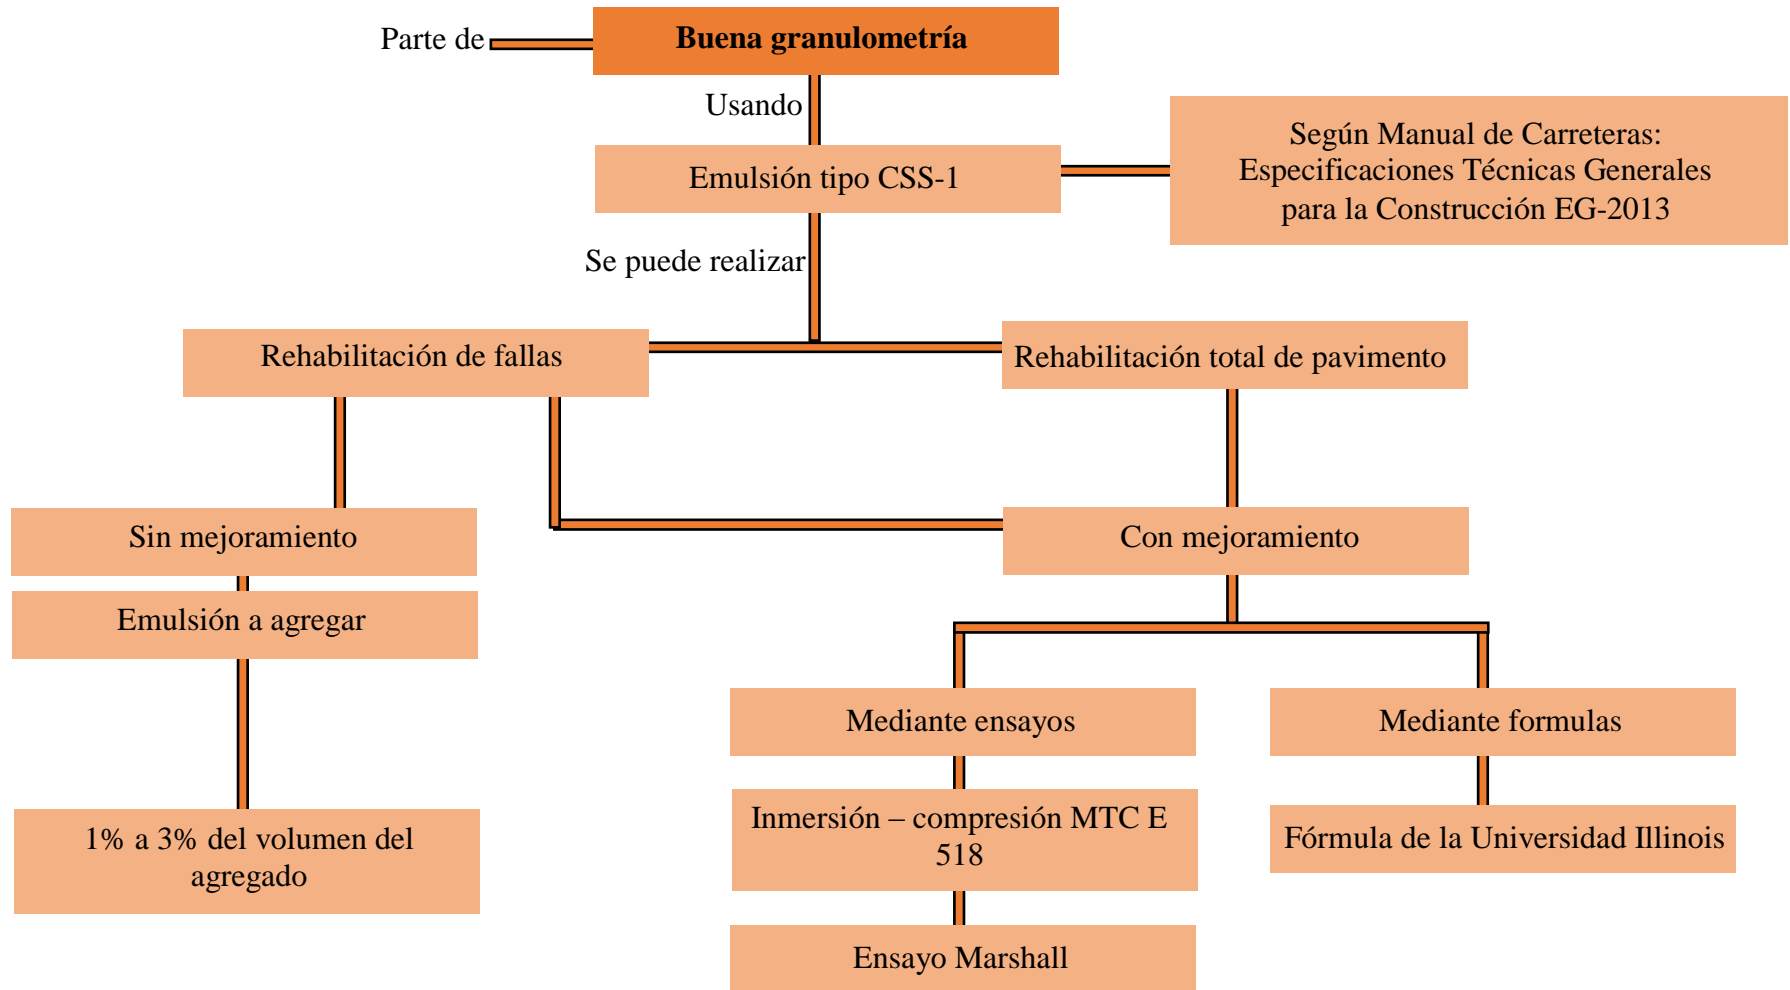 Parte de
Buena granulometría
Usando
Emulsión tipo CSS-1
Según Manual de Carreteras:
Especificaciones Técnicas Generales
para la Construcción EG-2013
Se puede realizar
Rehabilitación de fallas
Rehabilitación total de pavimento
Sin mejoramiento
Con mejoramiento
Emulsión a agregar
Mediante ensayos
Mediante formulas
1% a 3% del volumen del
agregado
Inmersión – compresión MTC E
518
Fórmula de la Universidad Illinois
Ensayo Marshall